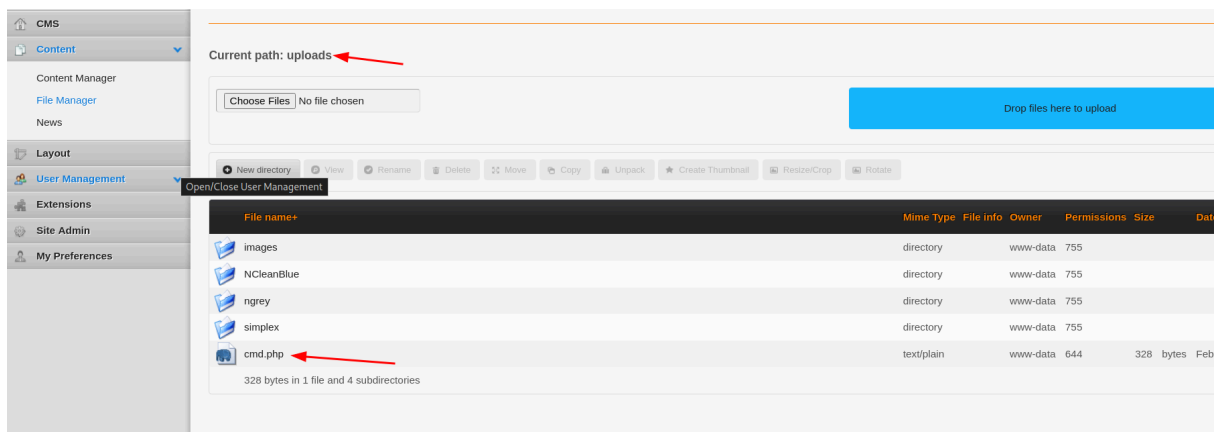 CMS
Content
Content Manager
File Manager
News
Layout
User Management
Open/Close User Management
Extensions
Site Admin
My Preferences
Current path: uploads
Choose Files No file chosen
Drop files here to upload
New directory View Rename Delete Move Copy Unpack Create Thumbnail Resize/Crop Rotate
File name+ Mime Type File info Owner Permissions Size Dat
images directory www-data 755
NCleanBlue directory www-data 755
ngrey directory www-data 755
simplex directory www-data 755
cmd.php text/plain www-data 644 328 bytes Feb
328 bytes in 1 file and 4 subdirectories